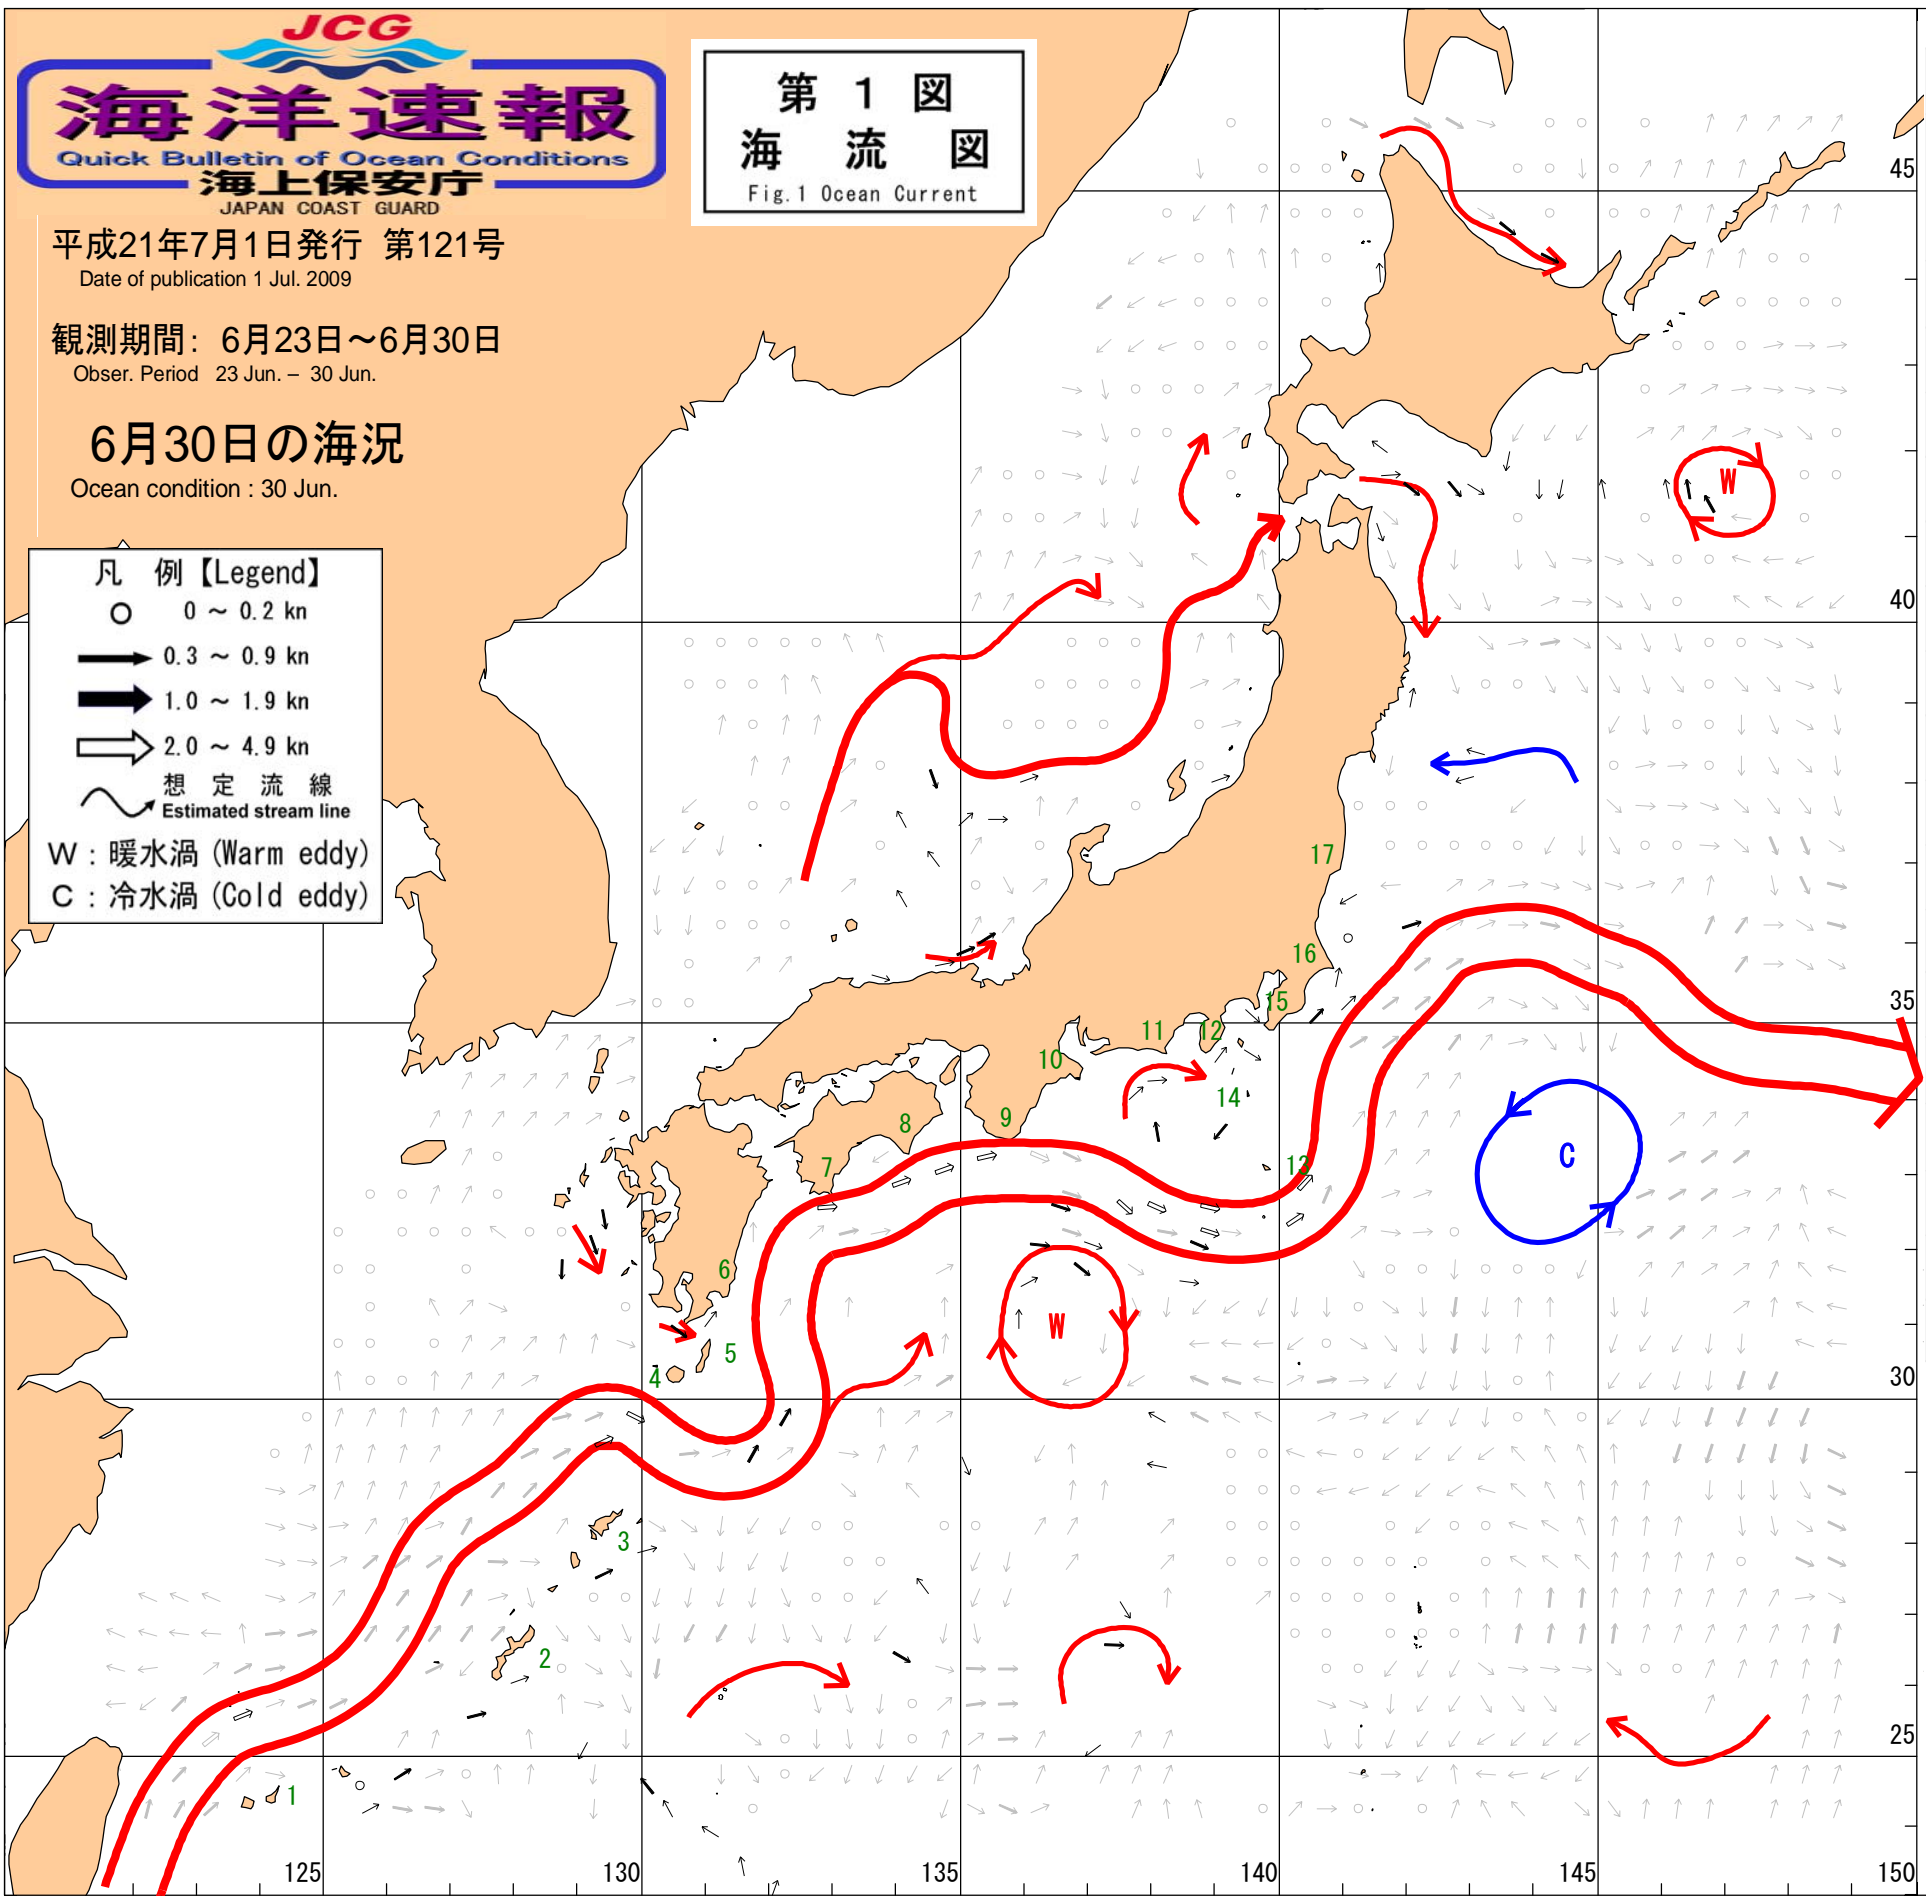 JCG
海洋速報
Quick Bulletin of Ocean Conditions
海上保安庁
JAPAN COAST GUARD
平成21年7月1日発行 第121号
Date of publication 1 Jul. 2009
観測期間: 6月23日～6月30日
Obser. Period 23 Jun. – 30 Jun.
6月30日の海況
Ocean condition : 30 Jun.
第 1 図
海 流 図
Fig.1 Ocean Current
凡 例【Legend】
0 ～ 0.2 kn
0.3 ～ 0.9 kn
1.0 ～ 1.9 kn
2.0 ～ 4.9 kn
想 定 流 線
Estimated stream line
W : 暖水渦 (Warm eddy)
C : 冷水渦 (Cold eddy)
45
W
40
17
16
35
15
12
11
10
14
9
8
7
13
C
6
W
5
4
30
3
2
25
1
125
130
135
140
145
150